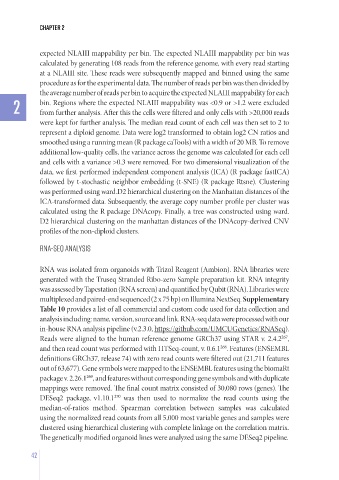 CHAPTER 2
expected NLAIII mappability per bin. The expected NLAIII mappability per bin was
calculated by generating 108 reads from the reference genome, with every read starting
at a NLAIII site. These reads were subsequently mapped and binned using the same
procedure as for the experimental data. The number of reads per bin was then divided by
the average number of reads per bin to acquire the expected NLAIII mappability for each
bin. Regions where the expected NLAIII mappability was <0.9 or >1.2 were excluded
from further analysis. After this the cells were filtered and only cells with >20,000 reads
were kept for further analysis. The median read count of each cell was then set to 2 to
represent a diploid genome. Data were log2 transformed to obtain log2 CN ratios and
smoothed using a running mean (R package caTools) with a width of 20 MB. To remove
additional low-quality cells, the variance across the genome was calculated for each cell
and cells with a variance >0.3 were removed. For two dimensional visualization of the
data, we first performed independent component analysis (ICA) (R package fastICA)
followed by t-stochastic neighbor embedding (t-SNE) (R package Rtsne). Clustering
was performed using ward.D2 hierarchical clustering on the Manhattan distances of the
ICA-transformed data. Subsequently, the average copy number profile per cluster was
calculated using the R package DNAcopy. Finally, a tree was constructed using ward.
D2 hierarchical clustering on the manhattan distances of the DNAcopy-derived CNV
profiles of the non-diploid clusters.
2
RNA-SEQ ANALYSIS
RNA was isolated from organoids with Trizol Reagent (Ambion). RNA libraries were
generated with the Truseq Stranded Ribo-zero Sample preparation kit. RNA integrity
was assessed by Tapestation (RNA screen) and quantified by Qubit (RNA). Libraries were
multiplexed and paired-end sequenced (2 x 75 bp) on Illumina NextSeq. Supplementary
Table 10 provides a list of all commercial and custom code used for data collection and
analysis including: name, version, source and link. RNA-seq data were processed with our
in-house RNA analysis pipeline (v.2.3.0, https://github.com/UMCUGenetics/RNASeq).
Reads were aligned to the human reference genome GRCh37 using STAR v. 2.4.2
and then read count was performed with HTSeq-count, v. 0.6.1 Features (ENSEMBL
definitions GRCh37, release 74) with zero read counts were filtered out (21,711 features
out of 63,677). Gene symbols were mapped to the ENSEMBL features using the biomaRt
package v. 2.26.1, and features without corresponding gene symbols and with duplicate
mappings were removed. The final count matrix consisted of 30,080 rows (genes). The
DESeq2 package, v1.10.1 was then used to normalize the read counts using the
median-of-ratios method. Spearman correlation between samples was calculated
using the normalized read counts from all 5,000 most variable genes and samples were
clustered using hierarchical clustering with complete linkage on the correlation matrix.
The genetically modified organoid lines were analyzed using the same DESeq2 pipeline.
42